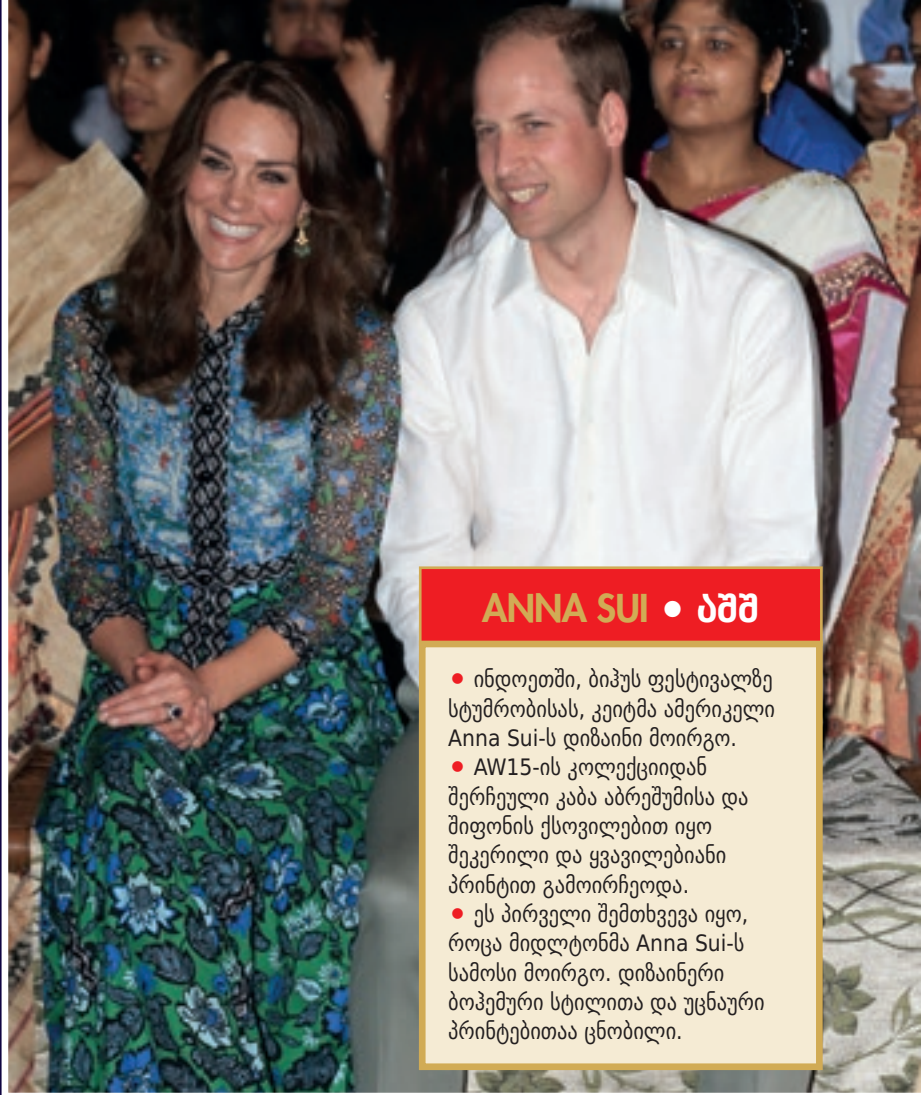 ANNA SUI • აშშ
• ინდოეთში, ბიჰუს ფესტივალზე
სტუმრობისას, კეიტმა ამერიკელი
Anna Sui-ს დიზაინი მოირგო.
• AW15-ის კოლექციიდან
შერჩეული კაბა აბრეშუმისა და
შიფონის ქსოვილებით იყო
შეკერილი და ყვავილებიანი
პრინტით გამოირჩეოდა.
• ეს პირველი შემთხვევა იყო,
როცა მიდლტონმა Anna Sui-ს
სამოსი მოირგო. დიზაინერი
ბოჰემური სტილითა და უცნაური
პრინტებითაა ცნობილი.